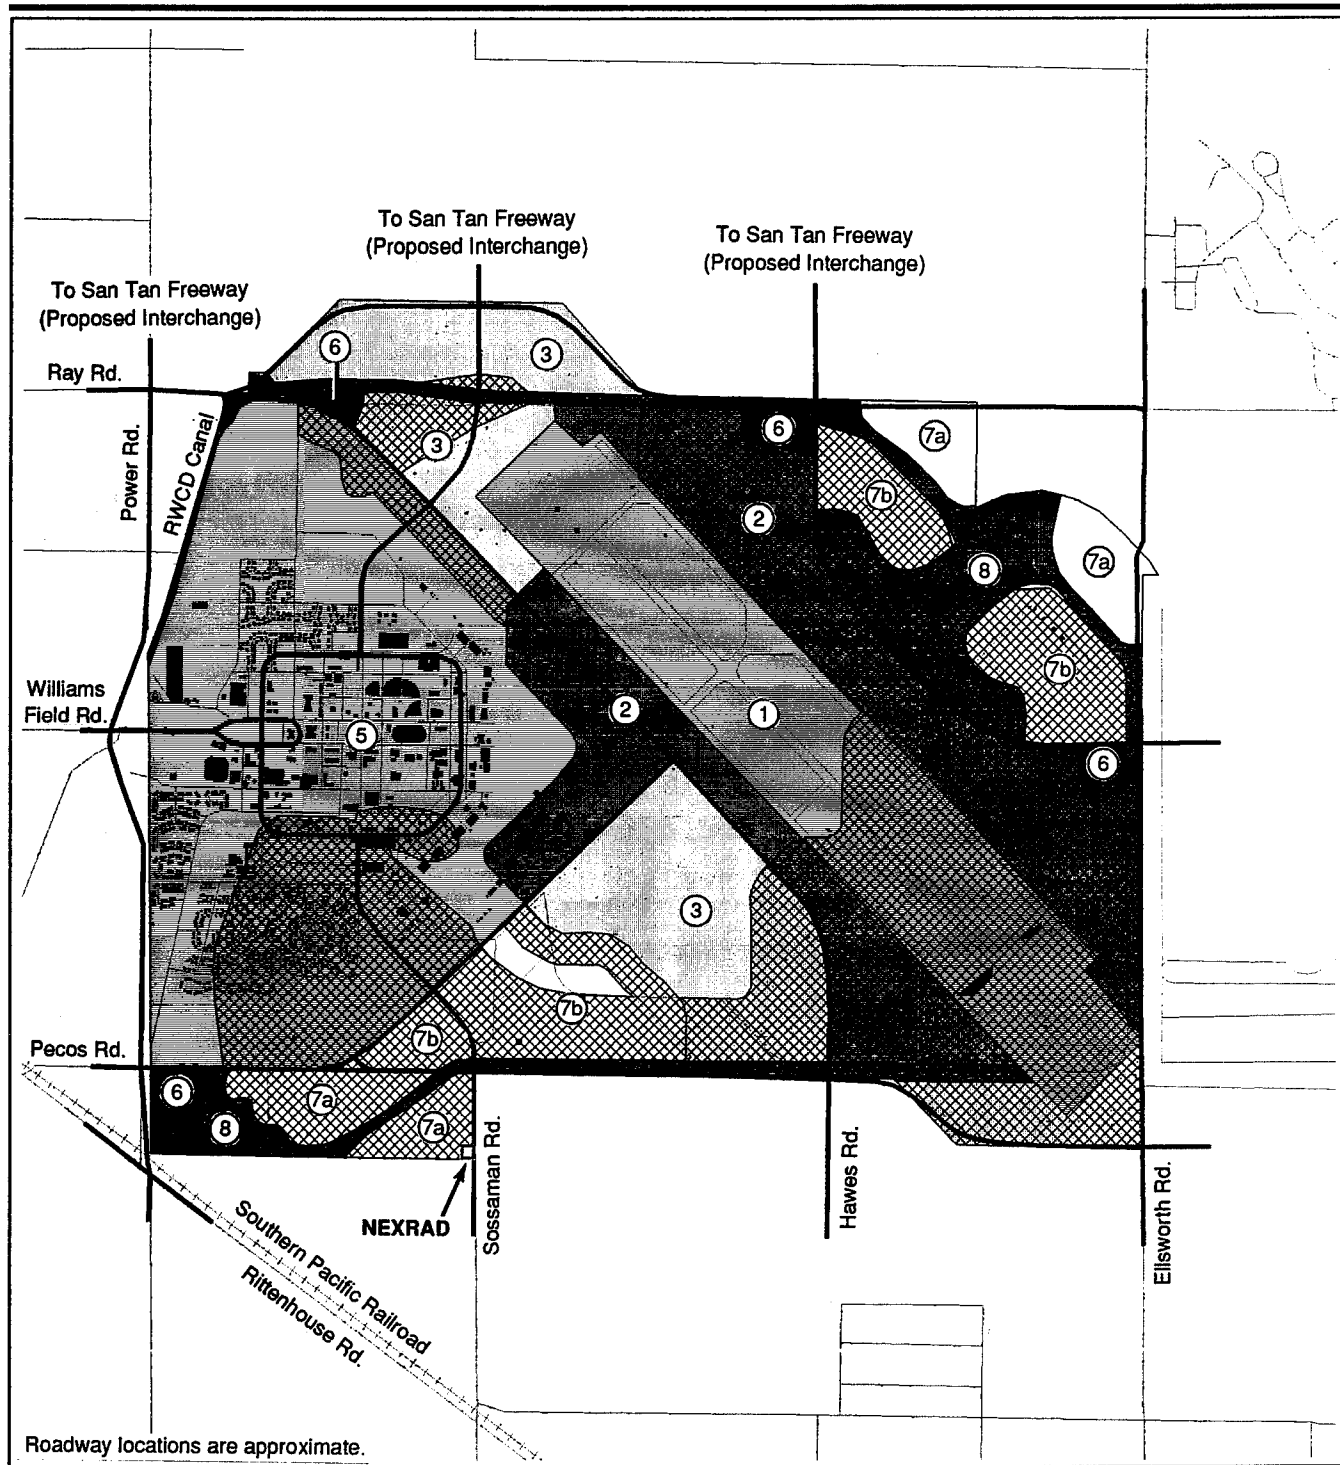 To San Tan Freeway
(Proposed Interchange)
To San Tan Freeway
(Proposed Interchange)
To San Tan Freeway
(Proposed Interchange)
6
3
Ray Rd.
6
7a
3
Power Rd.
RWCD Canal
7b
2
7a
8
7b
Williams
Field Rd.
2
1
5
6
3
7b
7b
Pecos Rd.
6
7a
8
7a
NEXRAD
Sossaman Rd.
Hawes Rd.
Ellsworth Rd.
Southern Pacific Railroad
Rittenhouse Rd.
Roadway locations are approximate.